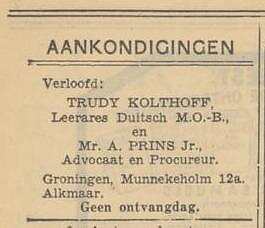 AANKONDIGINGEN
Verloofd:
TRUDY KOLTHOFF,
Leerares Duitsch M.O.-B.,
en
Mr. A. PRINS Jr.,
Advocaat en Procureur.
Groningen, Munnekeholm 12a.
Alkmaar.
Geen ontvangdag.